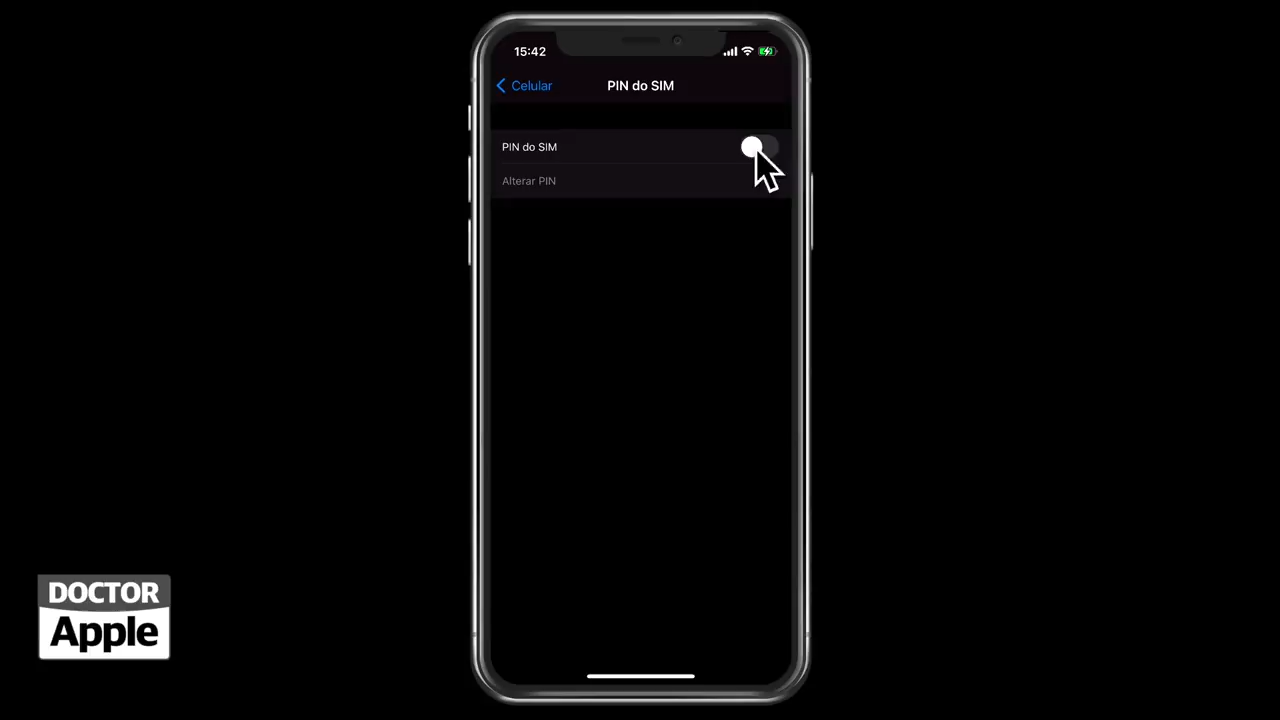 15:42
Celular
PIN do SIM
PIN do SIM
Alterar PIN
DOCTOR
Apple